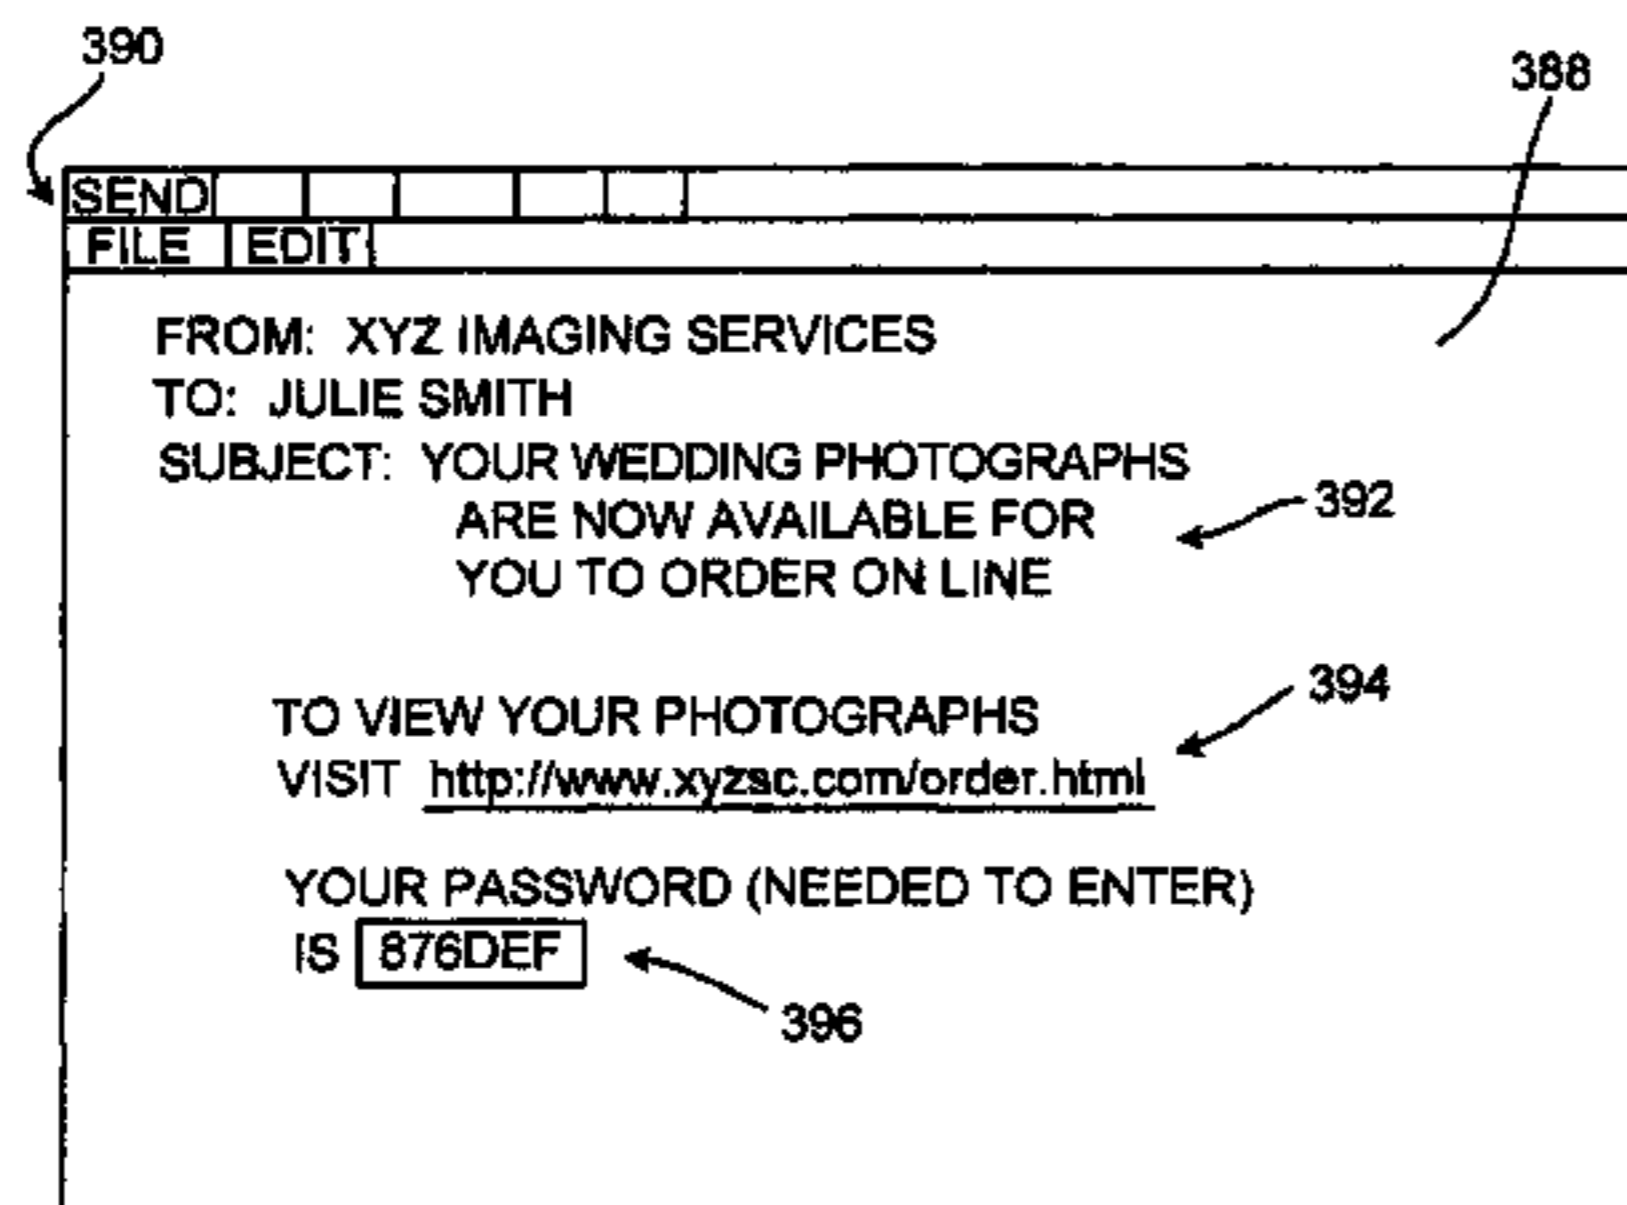 390
388
SEND
FILE EDIT
FROM: XYZ IMAGING SERVICES
TO: JULIE SMITH
SUBJECT: YOUR WEDDING PHOTOGRAPHS
ARE NOW AVAILABLE FOR
YOU TO ORDER ON LINE
392
394
TO VIEW YOUR PHOTOGRAPHS
VISIT http://www.xyzsc.com/order.html
YOUR PASSWORD (NEEDED TO ENTER)
IS 876DEF
396